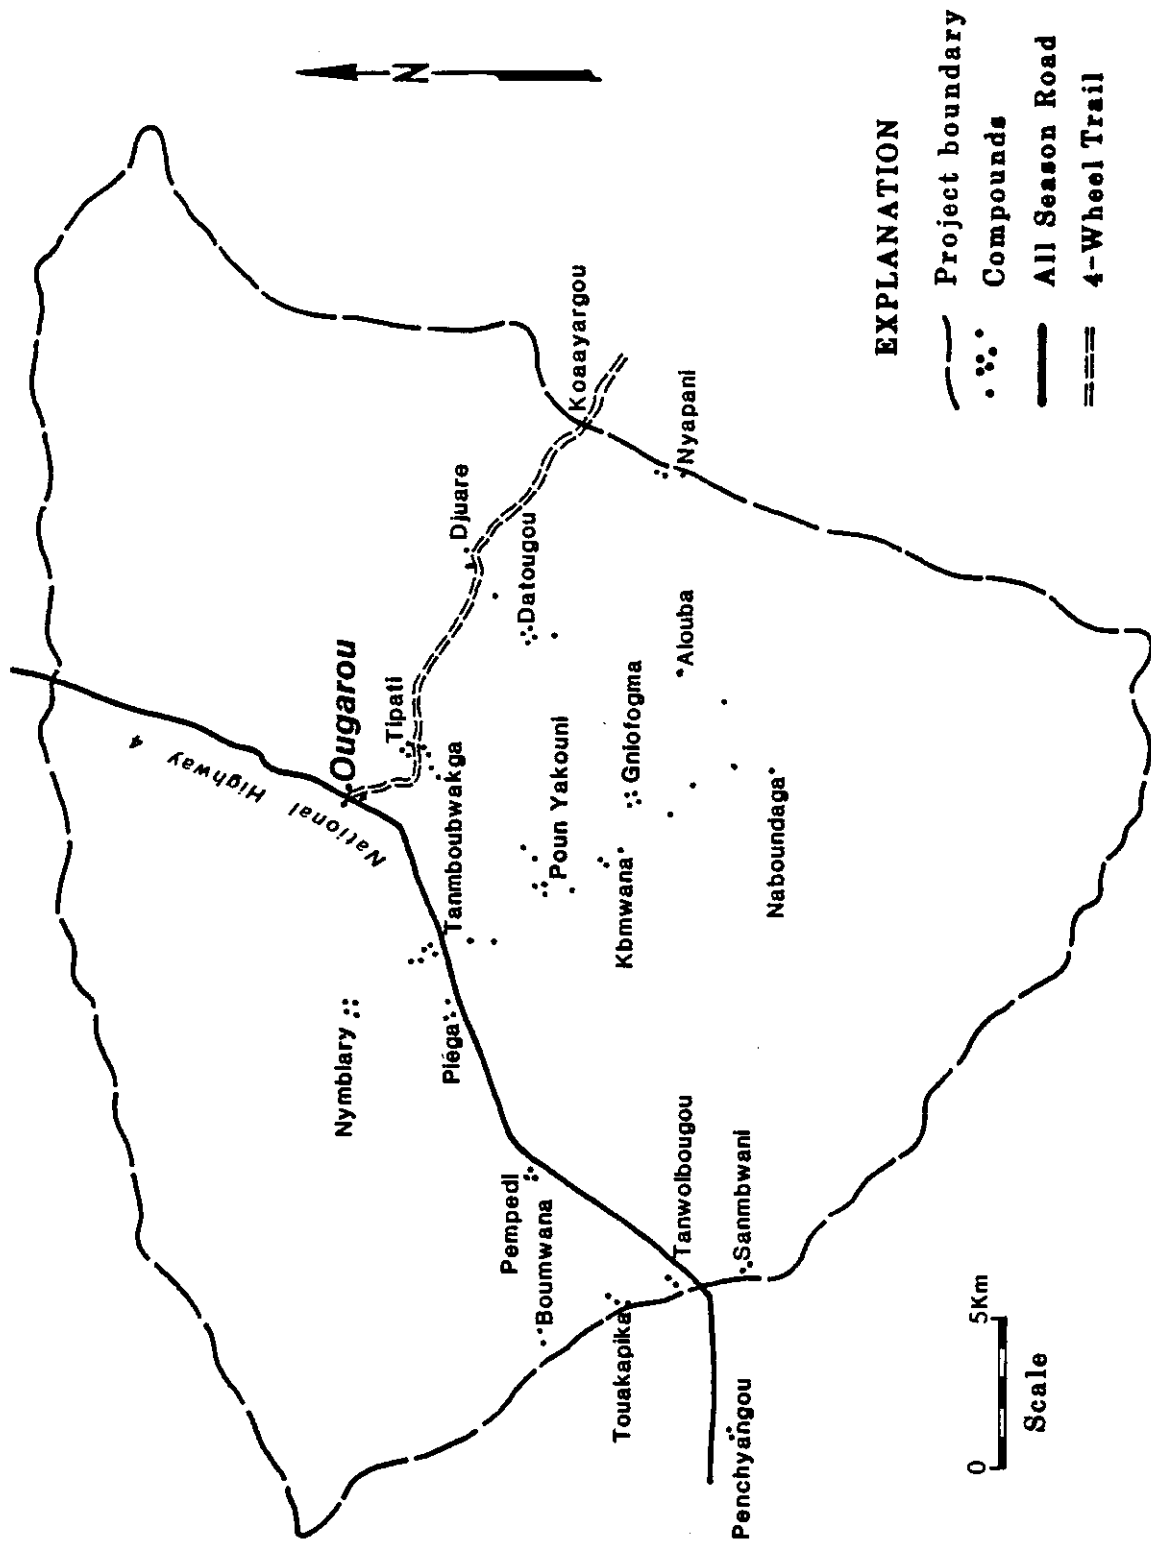 N
National Highway 4
Ougarou
Tipati
Djuare
Koaayargou
Tanmboubwakga
Datougou
Nymblary
Piéga
Poun Yakouni
Nyapani
Pempedi
Boumwana
Kbmwana
Gniofogma
Alouba
Touakapika
Tanwolbougou
Sanmbwani
Naboundaga
Penchyangou
EXPLANATION
Project boundary
Compounds
All Season Road
4-Wheel Trail
0 5Km
Scale